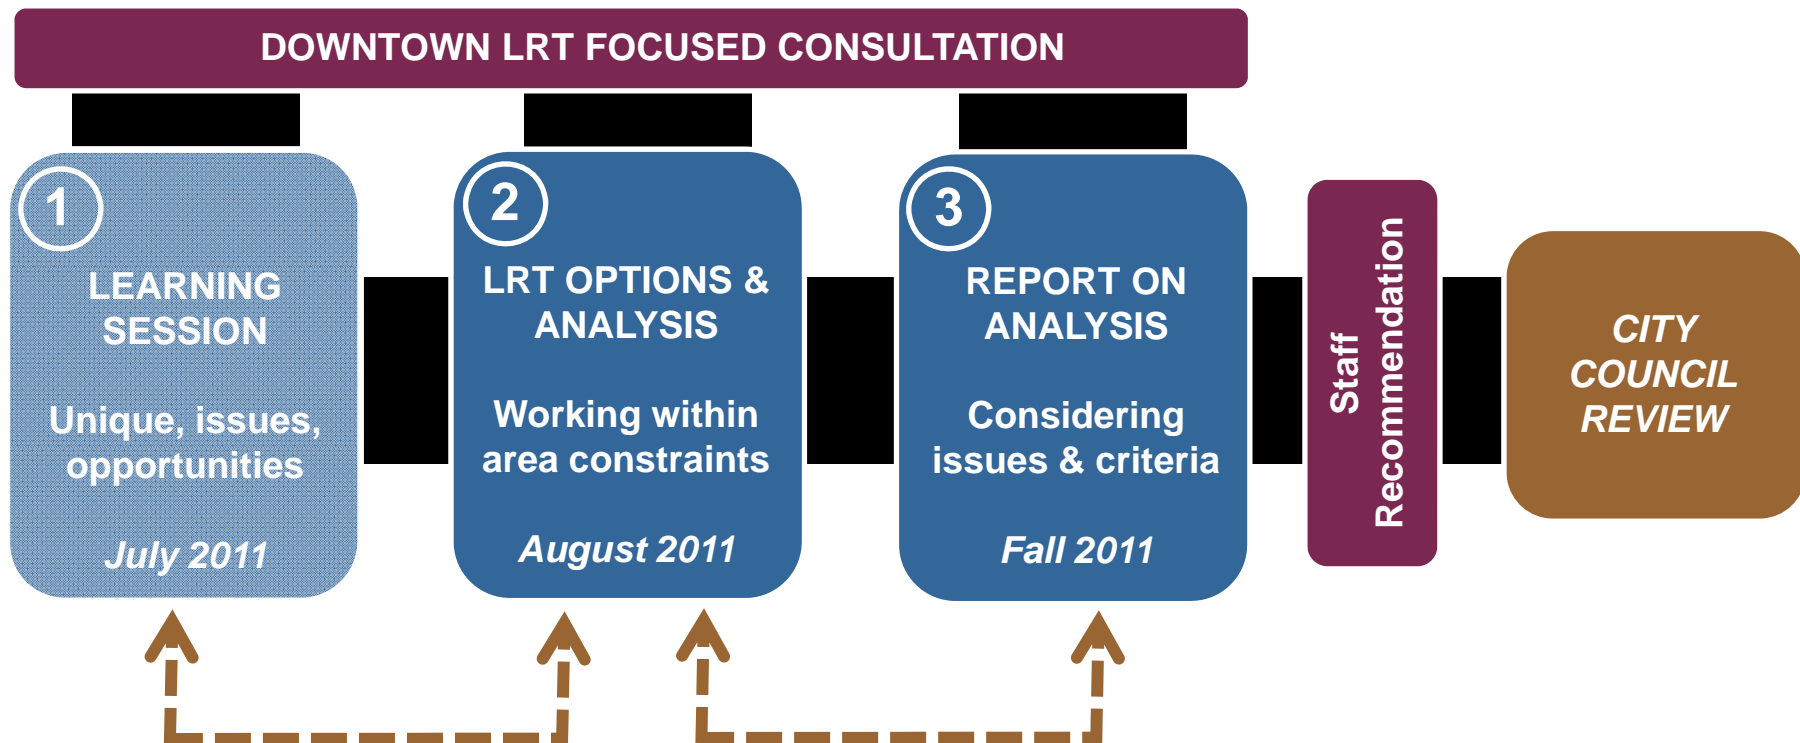 DOWNTOWN LRT FOCUSED CONSULTATION
1
LEARNING
SESSION
Unique, issues,
opportunities
July 2011
2
LRT OPTIONS &
ANALYSIS
Working within
area constraints
August 2011
3
REPORT ON
ANALYSIS
Considering
issues & criteria
Fall 2011
Staff
Recommendation
CITY
COUNCIL
REVIEW